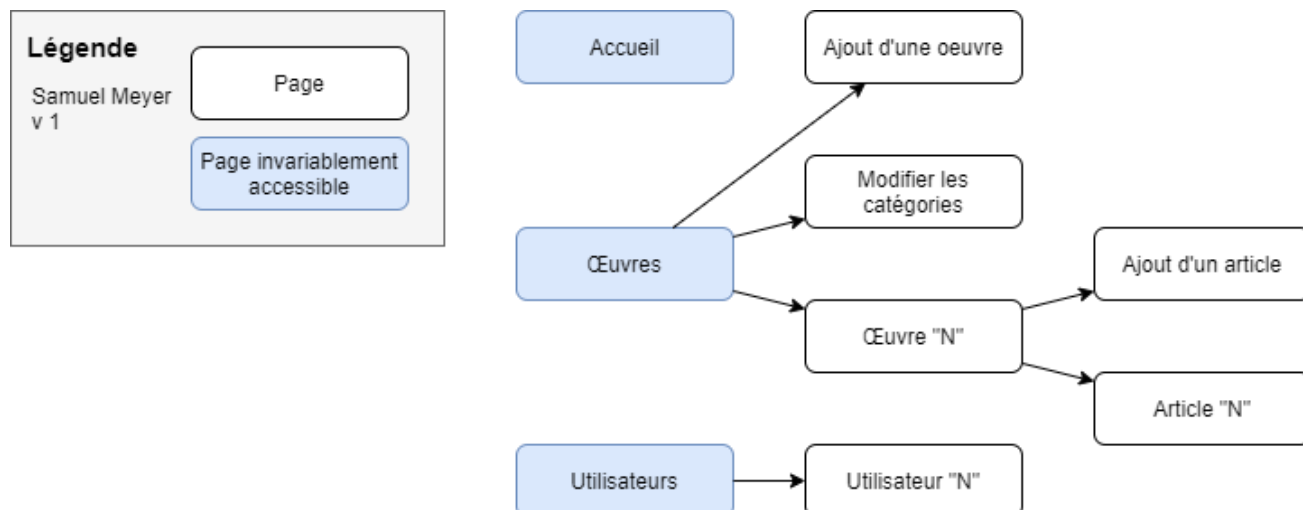 Légende
Samuel Meyer
v 1
Page
Page invariablement
accessible
Accueil
Ajout d'une oeuvre
Modifier les
catégories
Œuvres
Ajout d'un article
Œuvre "N"
Article "N"
Utilisateurs
Utilisateur "N"